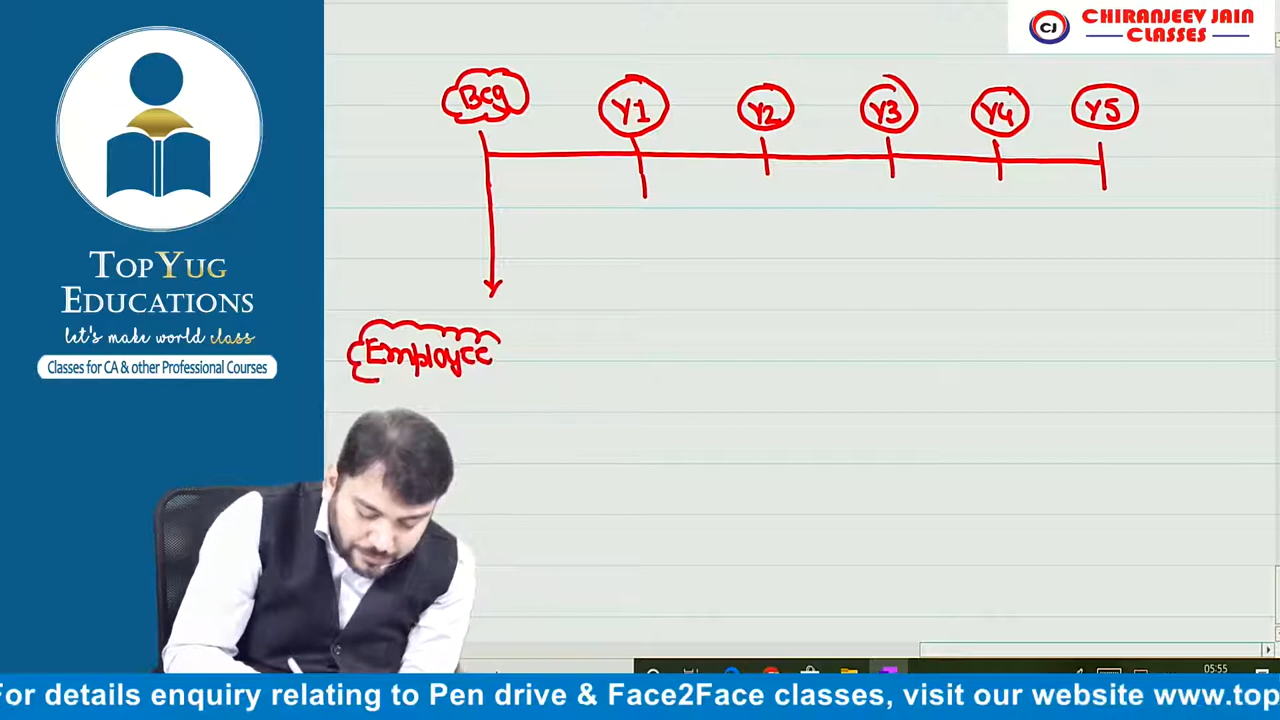 CHIRANJEEV JAIN
CLASSES
CJ
Beg Y1 Y2 Y3 Y4 Y5
TOPYUG
EDUCATIONS
let's make world class
Classes for CA & other Professional Courses
Employee
05:55
For details enquiry relating to Pen drive & Face2Face classes, visit our website www.top